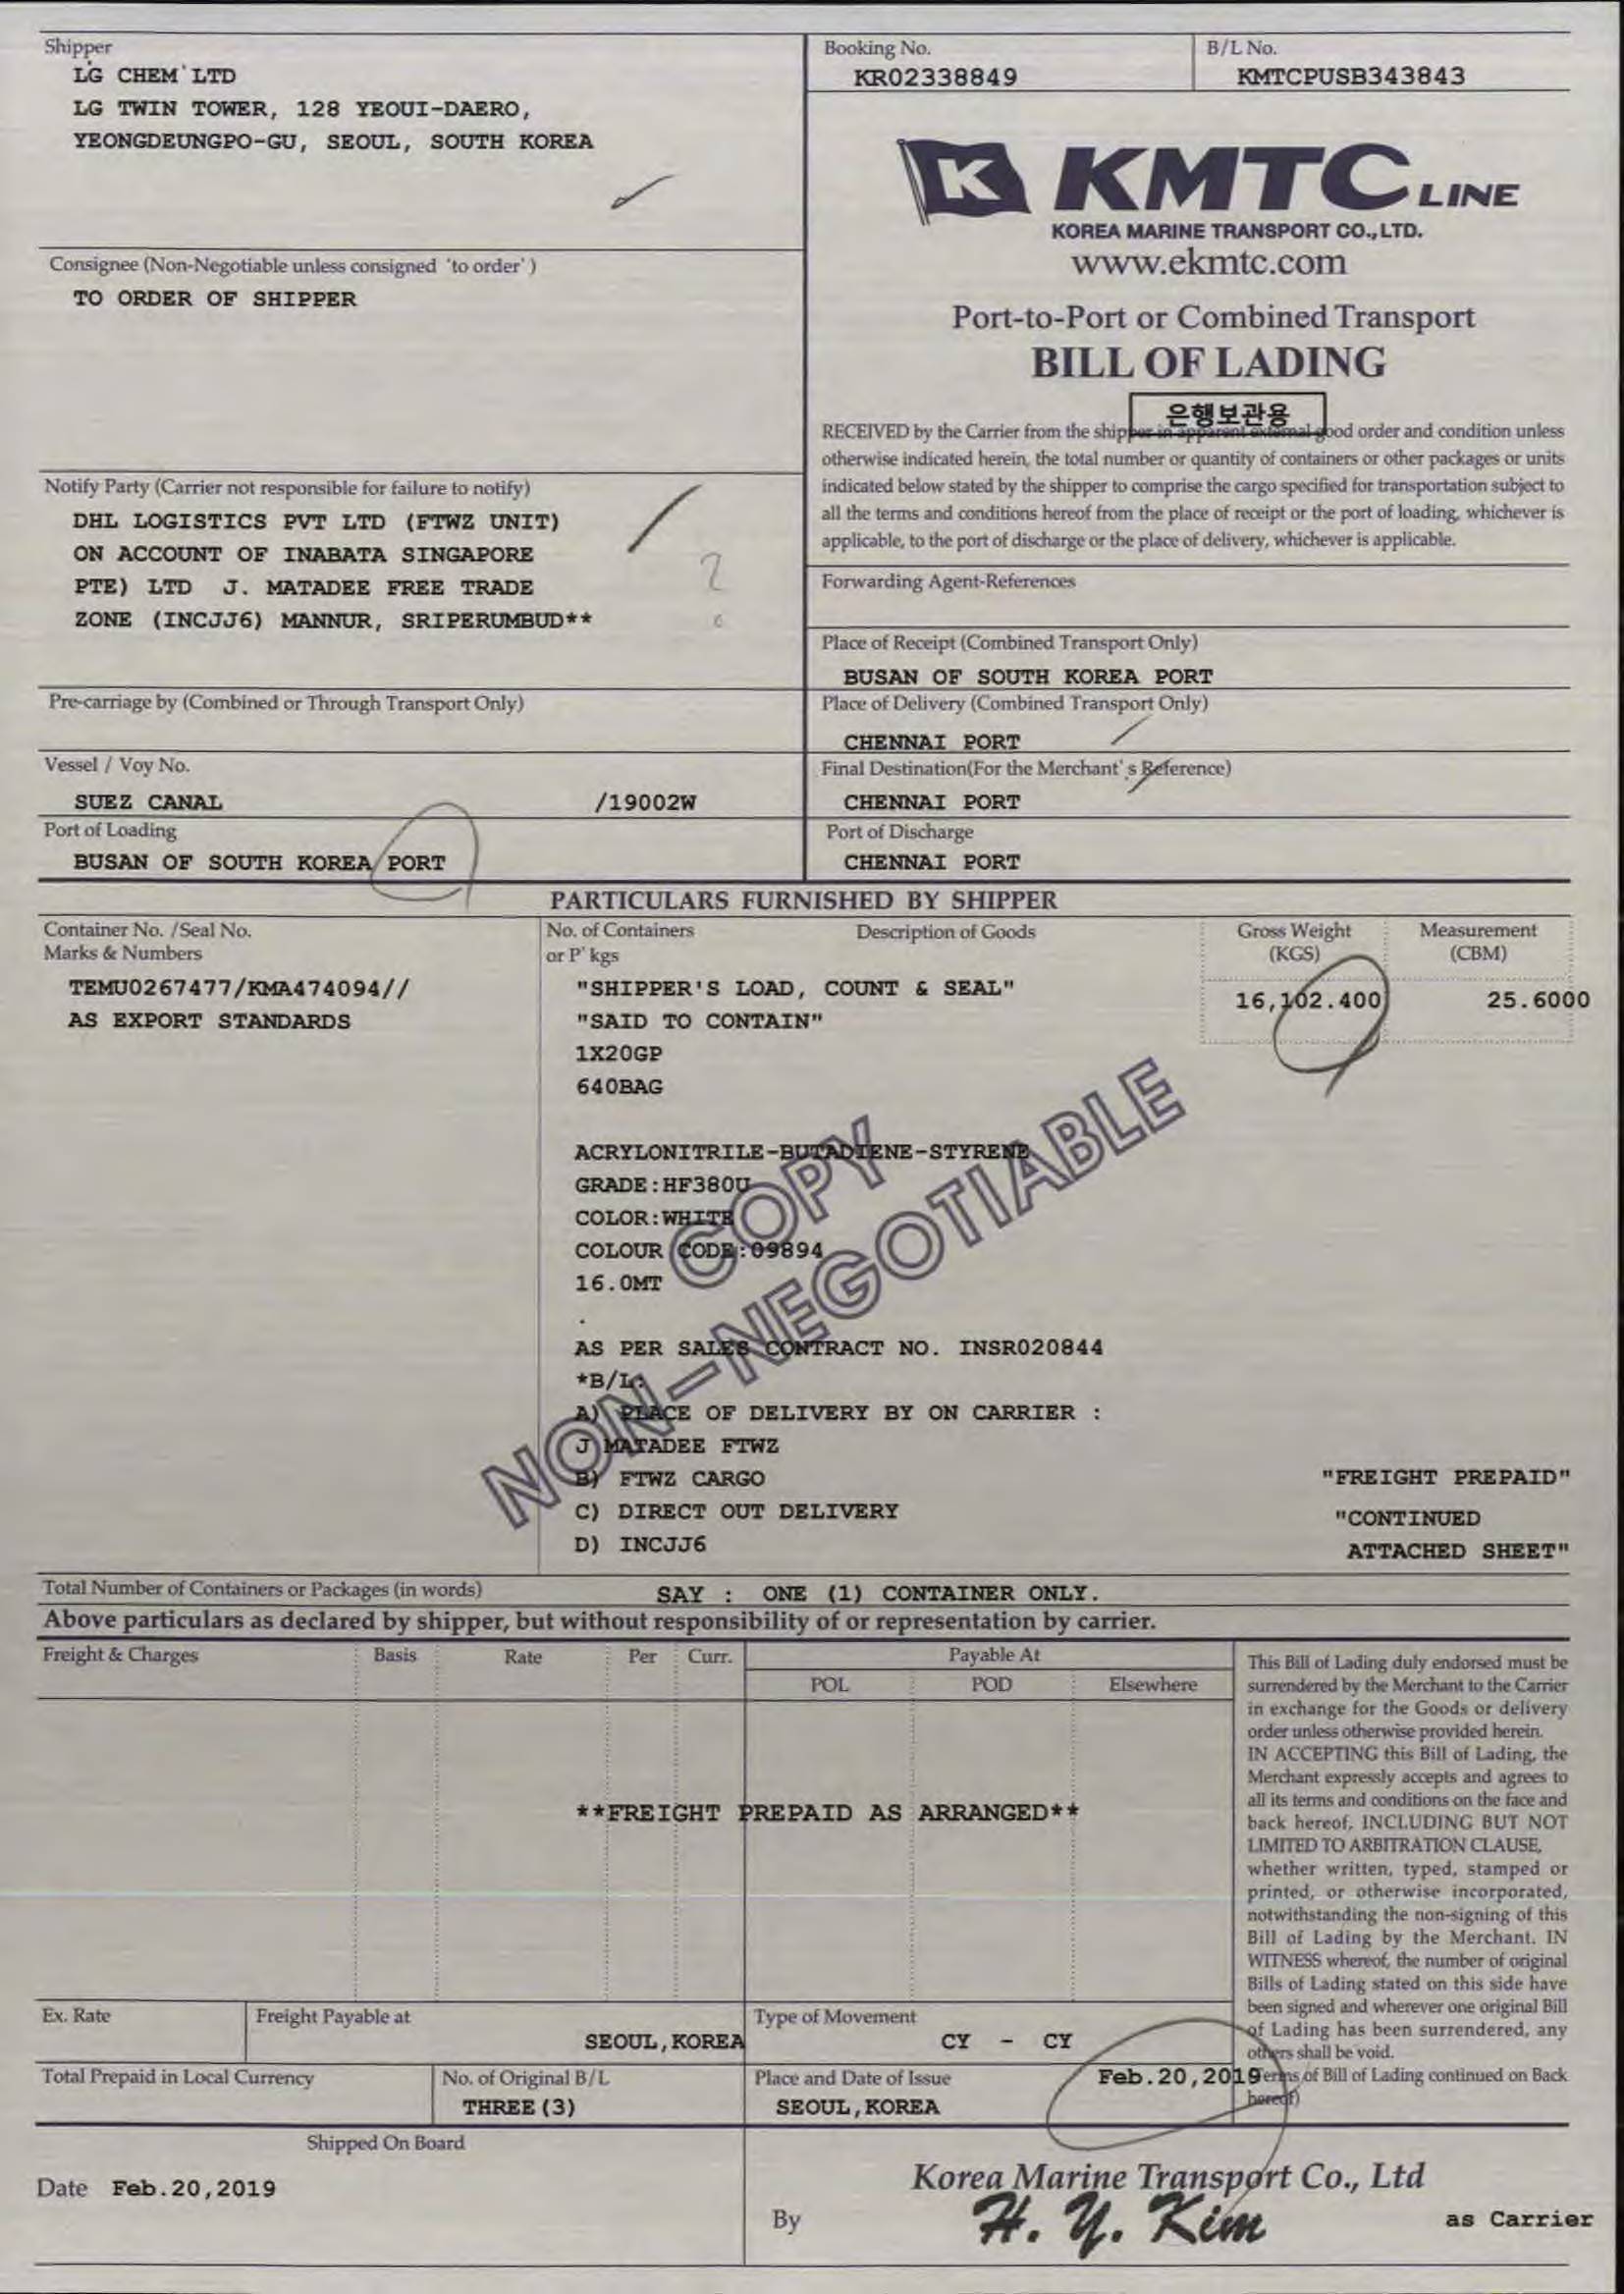 Shipper
LG CHEM LTD
LG TWIN TOWER, 128 YEOUI-DAERO,
YEONGDEUNGPO-GU, SEOUL, SOUTH KOREA
Booking No.
KR02338849
B/L No.
KMTCPUSB343843
K KMTC LINE
KOREA MARINE TRANSPORT CO., LTD.
www.ekmtc.com
Consignee (Non-Negotiable unless consigned 'to order')
TO ORDER OF SHIPPER
Port-to-Port or Combined Transport
BILL OF LADING
은행보관용
RECEIVED by the Carrier from the shipper in apparent external good order and condition unless
otherwise indicated herein, the total number or quantity of containers or other packages or units
indicated below stated by the shipper to comprise the cargo specified for transportation subject to
all the terms and conditions hereof from the place of receipt or the port of loading, whichever is
applicable, to the port of discharge or the place of delivery, whichever is applicable.
Notify Party (Carrier not responsible for failure to notify)
DHL LOGISTICS PVT LTD (FTWZ UNIT)
ON ACCOUNT OF INABATA SINGAPORE
PTE) LTD J. MATADEE FREE TRADE
ZONE (INCJJ6) MANNUR, SRIPERUMBUD**
?
Forwarding Agent-References
Place of Receipt (Combined Transport Only)
BUSAN OF SOUTH KOREA PORT
Pre-carriage by (Combined or Through Transport Only)
Place of Delivery (Combined Transport Only)
CHENNAI PORT
Vessel / Voy No.
SUEZ CANAL /19002W
Final Destination(For the Merchant's Reference)
CHENNAI PORT
Port of Loading
BUSAN OF SOUTH KOREA PORT
Port of Discharge
CHENNAI PORT
PARTICULARS FURNISHED BY SHIPPER
Container No. /Seal No.
Marks & Numbers
No. of Containers
or P'kgs
Description of Goods
Gross Weight
(KGS)
Measurement
(CBM)
TEMU0267477/KMA474094//
AS EXPORT STANDARDS
"SHIPPER'S LOAD, COUNT & SEAL"
"SAID TO CONTAIN"
1X20GP
640BAG
16,102.400
25.6000
ACRYLONITRILE-BUTADIENE-STYRENE
GRADE:HF380U
COLOR:WHITE
COLOUR CODE:09894
16.0MT
.
AS PER SALES CONTRACT NO. INSR020844
*B/L:
A) PLACE OF DELIVERY BY ON CARRIER :
J MATADEE FTWZ
B) FTWZ CARGO
C) DIRECT OUT DELIVERY
D) INCJJ6
COPY
NON-NEGOTIABLE
"FREIGHT PREPAID"
"CONTINUED
ATTACHED SHEET"
Total Number of Containers or Packages (in words)
SAY : ONE (1) CONTAINER ONLY.
Above particulars as declared by shipper, but without responsibility of or representation by carrier.
Freight & Charges Basis Rate Per Curr. Payable At
POL POD Elsewhere
**FREIGHT PREPAID AS ARRANGED**
This Bill of Lading duly endorsed must be
surrendered by the Merchant to the Carrier
in exchange for the Goods or delivery
order unless otherwise provided herein.
IN ACCEPTING this Bill of Lading, the
Merchant expressly accepts and agrees to
all its terms and conditions on the face and
back hereof, INCLUDING BUT NOT
LIMITED TO ARBITRATION CLAUSE,
whether written, typed, stamped or
printed, or otherwise incorporated,
notwithstanding the non-signing of this
Bill of Lading by the Merchant. IN
WITNESS whereof, the number of original
Bills of Lading stated on this side have
been signed and wherever one original Bill
of Lading has been surrendered, any
others shall be void.
Terms of Bill of Lading continued on Back
hereof)
Ex. Rate
Freight Payable at
SEOUL,KOREA
Type of Movement
CY - CY
Total Prepaid in Local Currency
No. of Original B/L
THREE(3)
Place and Date of Issue
SEOUL,KOREA
Feb.20,2019
Shipped On Board
Date Feb.20,2019
Korea Marine Transport Co., Ltd
By H. Y. Kim as Carrier